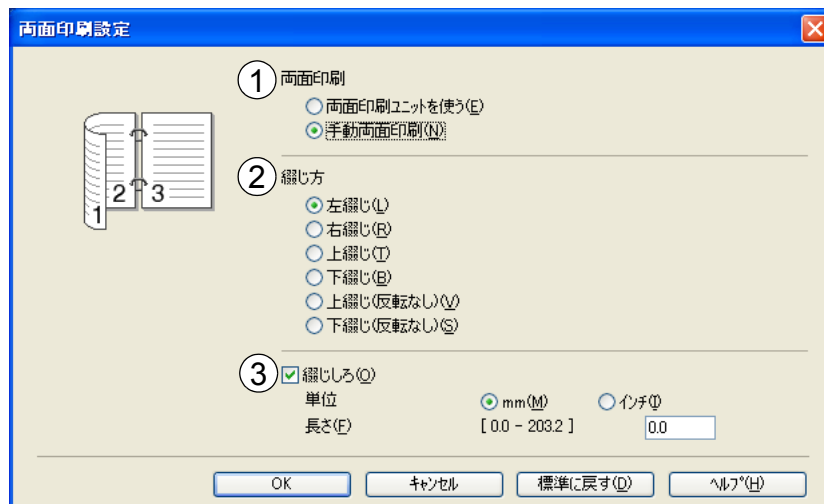 両面印刷設定
① 両面印刷
両面印刷ユニットを使う(E)
手動両面印刷(N)
② 綴じ方
左綴じ(L)
右綴じ(R)
上綴じ(T)
下綴じ(B)
上綴じ(反転なし)(V)
下綴じ(反転なし)(S)
1 2 3
③ 綴じしろ(O)
単位 mm(M) インチ(I)
長さ(F) [ 0.0 - 203.2 ] 0.0
OK キャンセル 標準に戻す(D) ヘルプ(H)